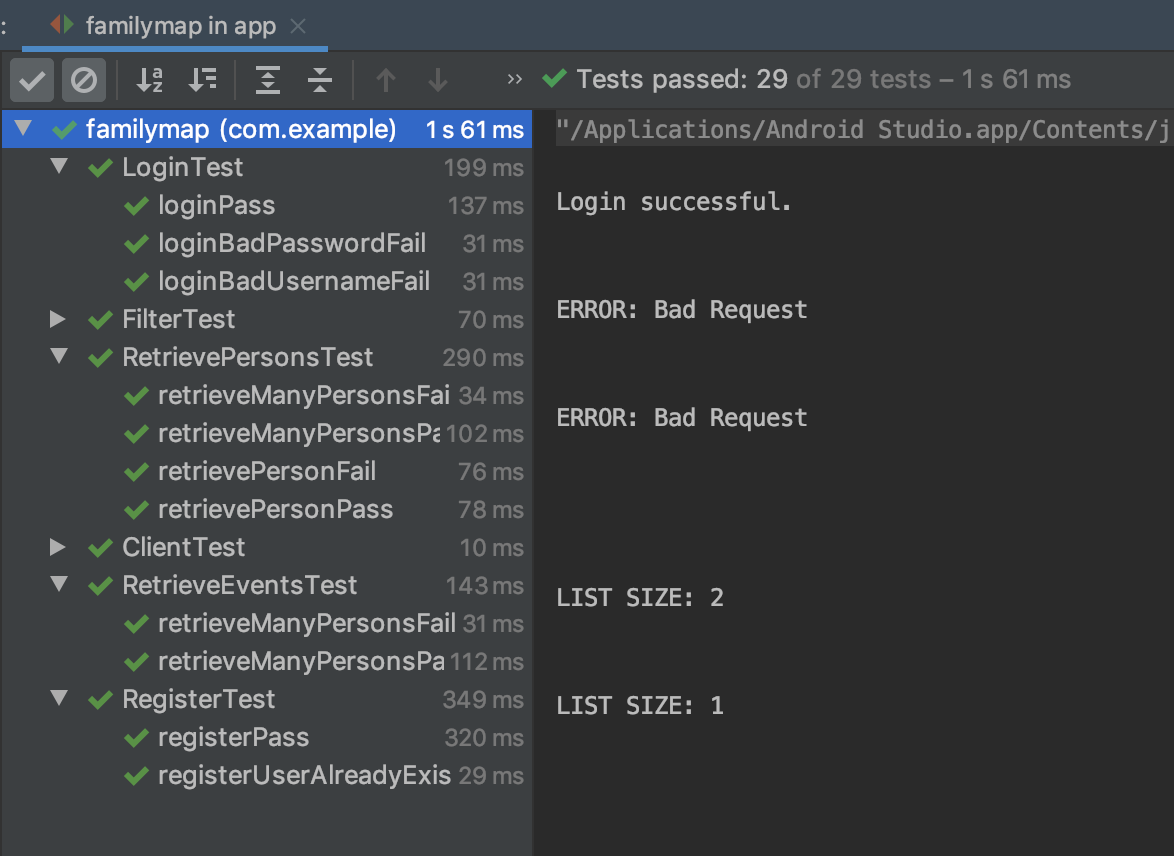 : familymap in app
Tests passed: 29 of 29 tests – 1 s 61 ms
familymap (com.example) 1 s 61 ms
LoginTest 199 ms
loginPass 137 ms
loginBadPasswordFail 31 ms
loginBadUsernameFail 31 ms
FilterTest 70 ms
RetrievePersonsTest 290 ms
retrieveManyPersonsFai 34 ms
retrieveManyPersonsPa 102 ms
retrievePersonFail 76 ms
retrievePersonPass 78 ms
ClientTest 10 ms
RetrieveEventsTest 143 ms
retrieveManyPersonsFail 31 ms
retrieveManyPersonsPa 112 ms
RegisterTest 349 ms
registerPass 320 ms
registerUserAlreadyExis 29 ms
"/Applications/Android Studio.app/Contents/j
Login successful.
ERROR: Bad Request
ERROR: Bad Request
LIST SIZE: 2
LIST SIZE: 1